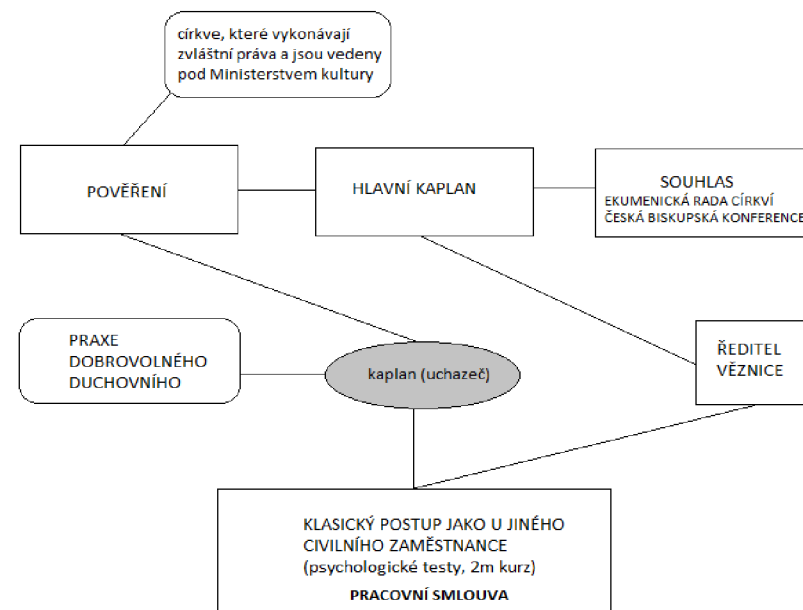 církve, které vykonávají
zvláštní práva a jsou vedeny
pod Ministerstvem kultury
POVĚŘENÍ
HLAVNÍ KAPLAN
SOUHLAS
EKUMENICKÁ RADA CÍRKVÍ
ČESKÁ BISKUPSKÁ KONFERENCE
PRAXE
DOBROVOLNÉHO
DUCHOVNÍHO
kaplan (uchazeč)
ŘEDITEL
VĚZNICE
KLASICKÝ POSTUP JAKO U JINÉHO
CIVILNÍHO ZAMĚSTNANCE
(psychologické testy, 2m kurz)
PRACOVNÍ SMLOUVA